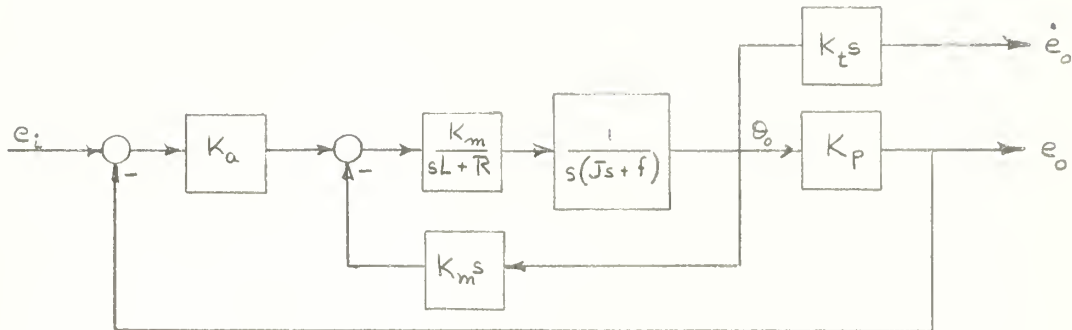 K_t s
ė_o
e_i
-
K_a
-
K_m
sL + R
1
s(Js + f)
θ_o
K_p
e_o
K_m s